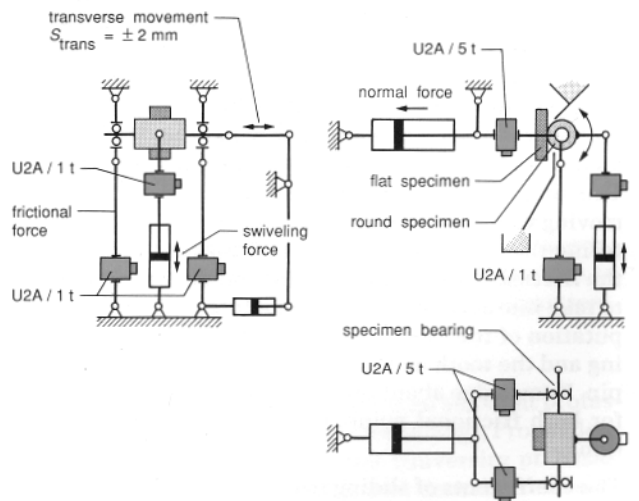 transverse movement
S trans = ± 2 mm
U2A / 1 t
frictional
force
swiveling
force
U2A / 1 t
U2A / 5 t
normal force
flat specimen
round specimen
U2A / 1 t
specimen bearing
U2A / 5 t